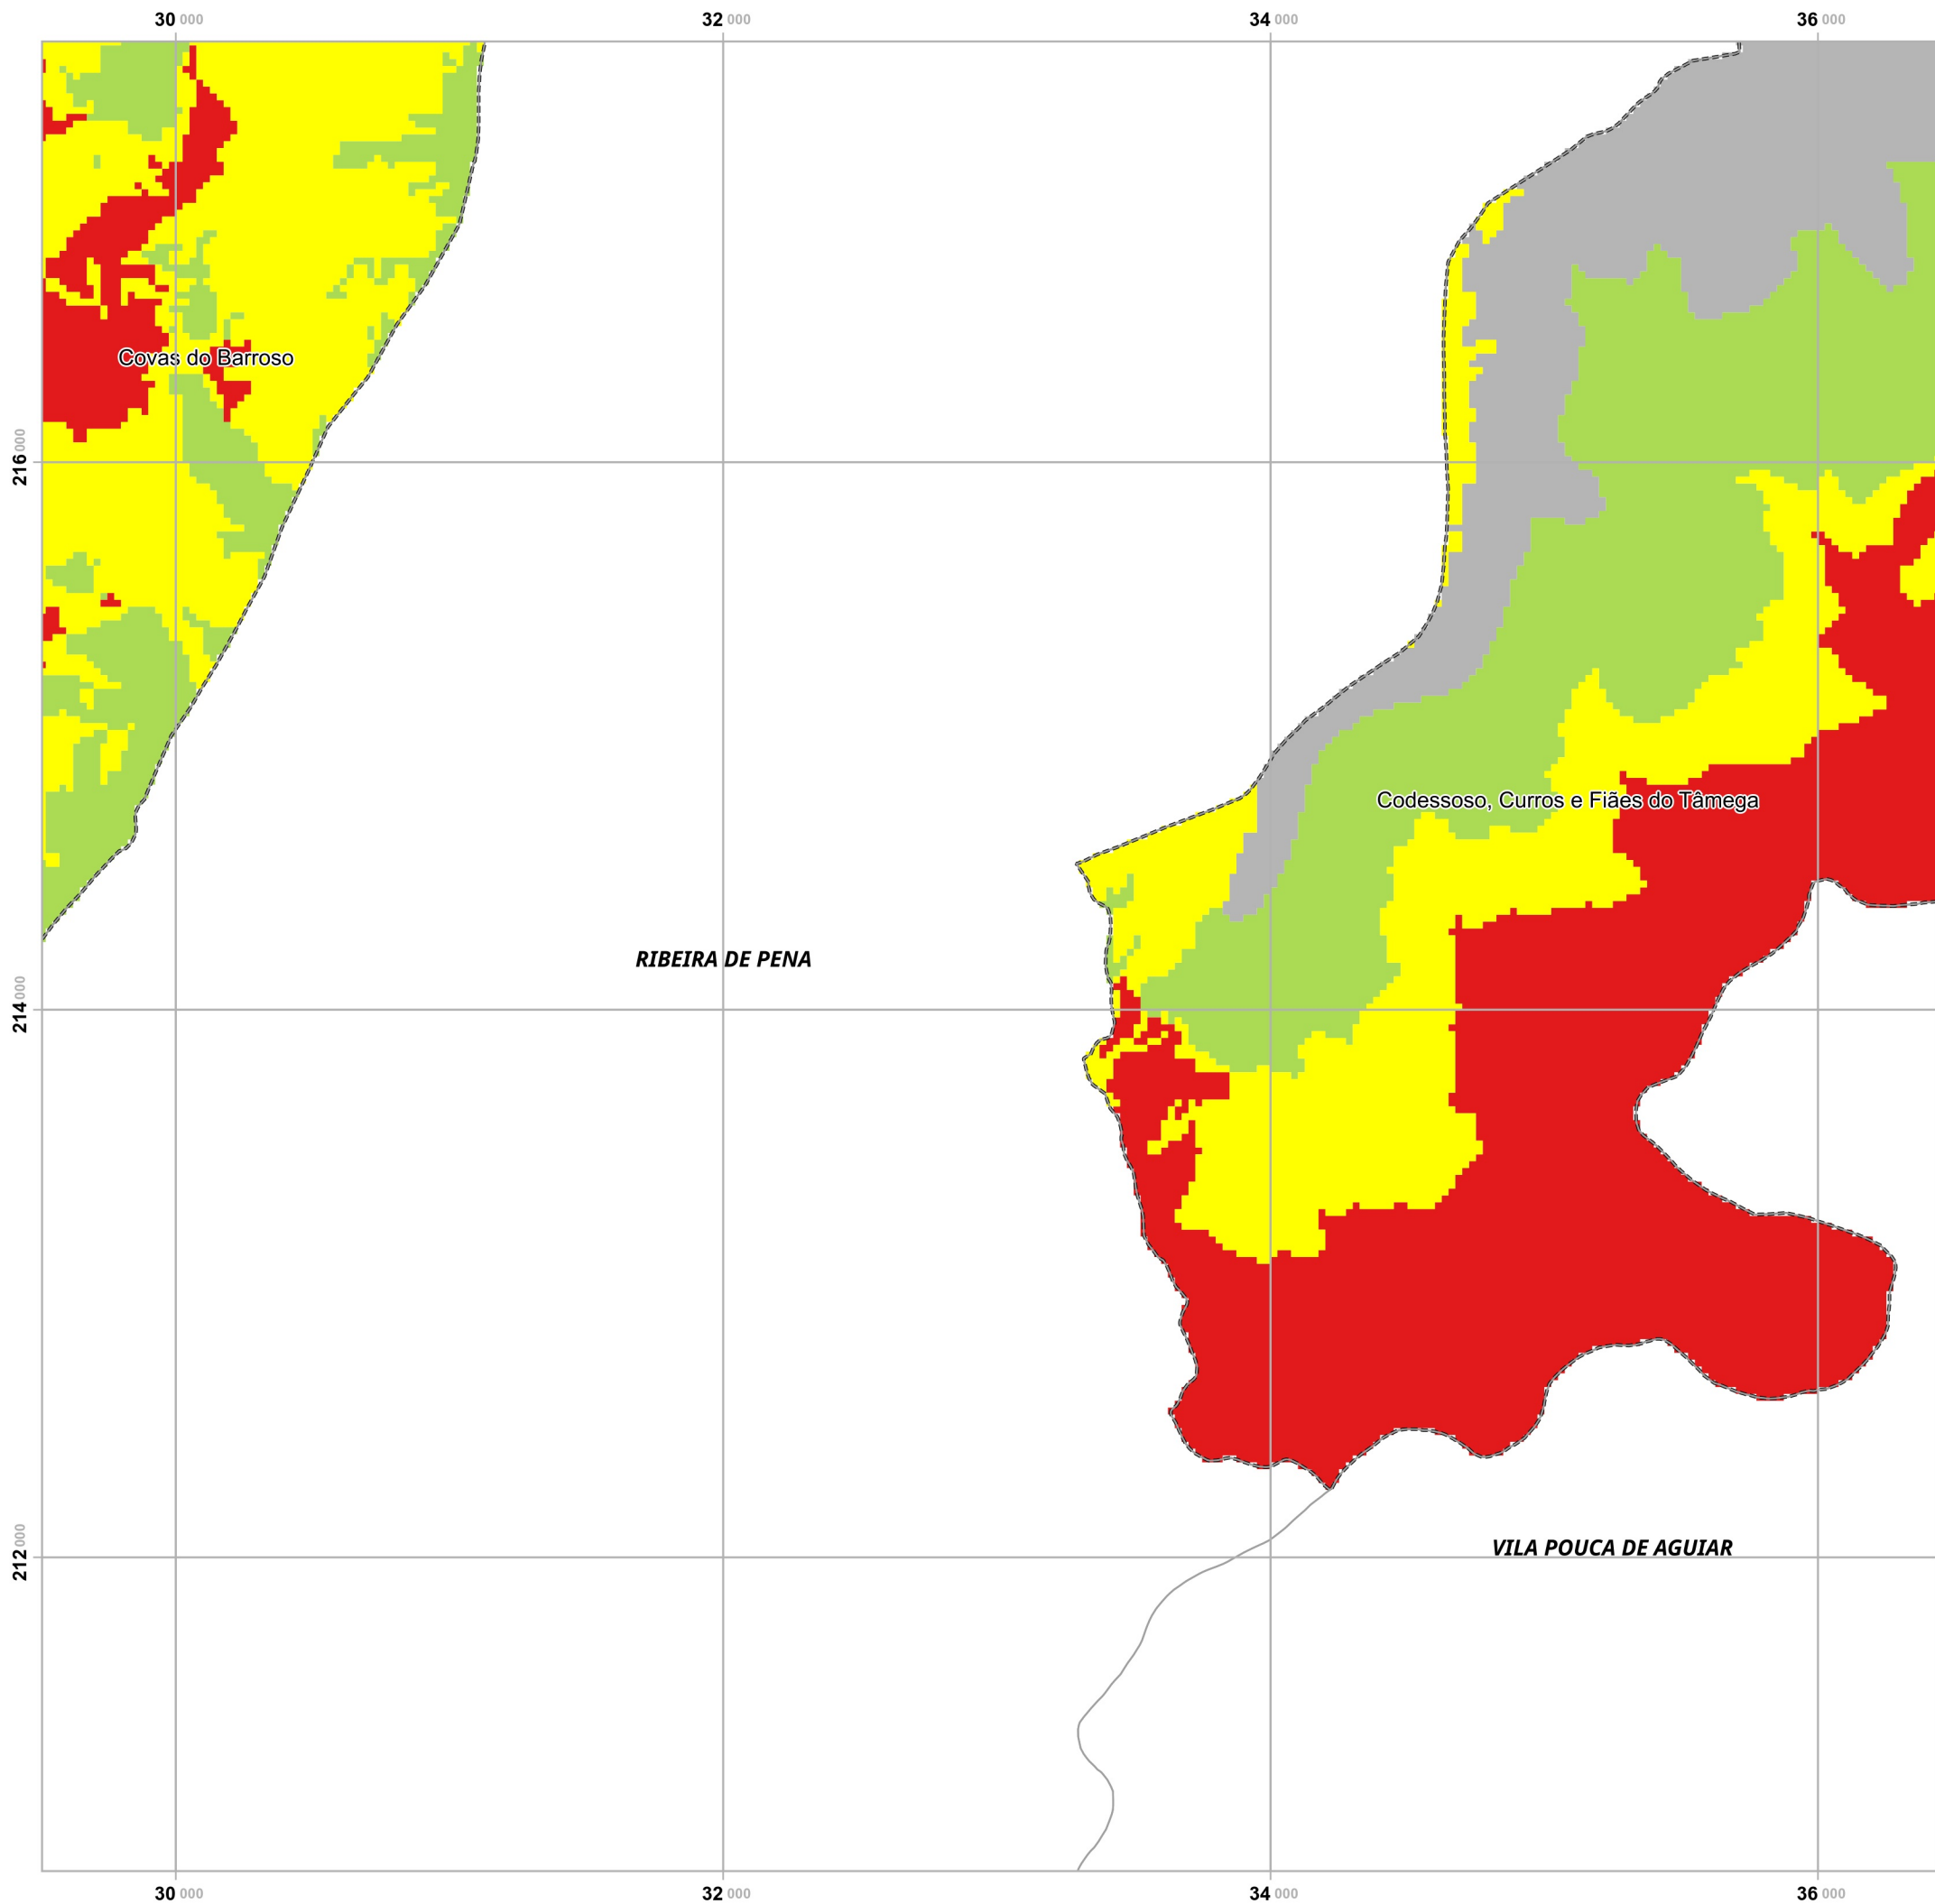 30 000 32 000 34 000 36 000
216 000
Covas do Barroso
Codessoso, Curros e Fiães do Tâmega
214 000
RIBEIRA DE PENA
212 000
VILA POUCA DE AGUIAR
30 000 32 000 34 000 36 000